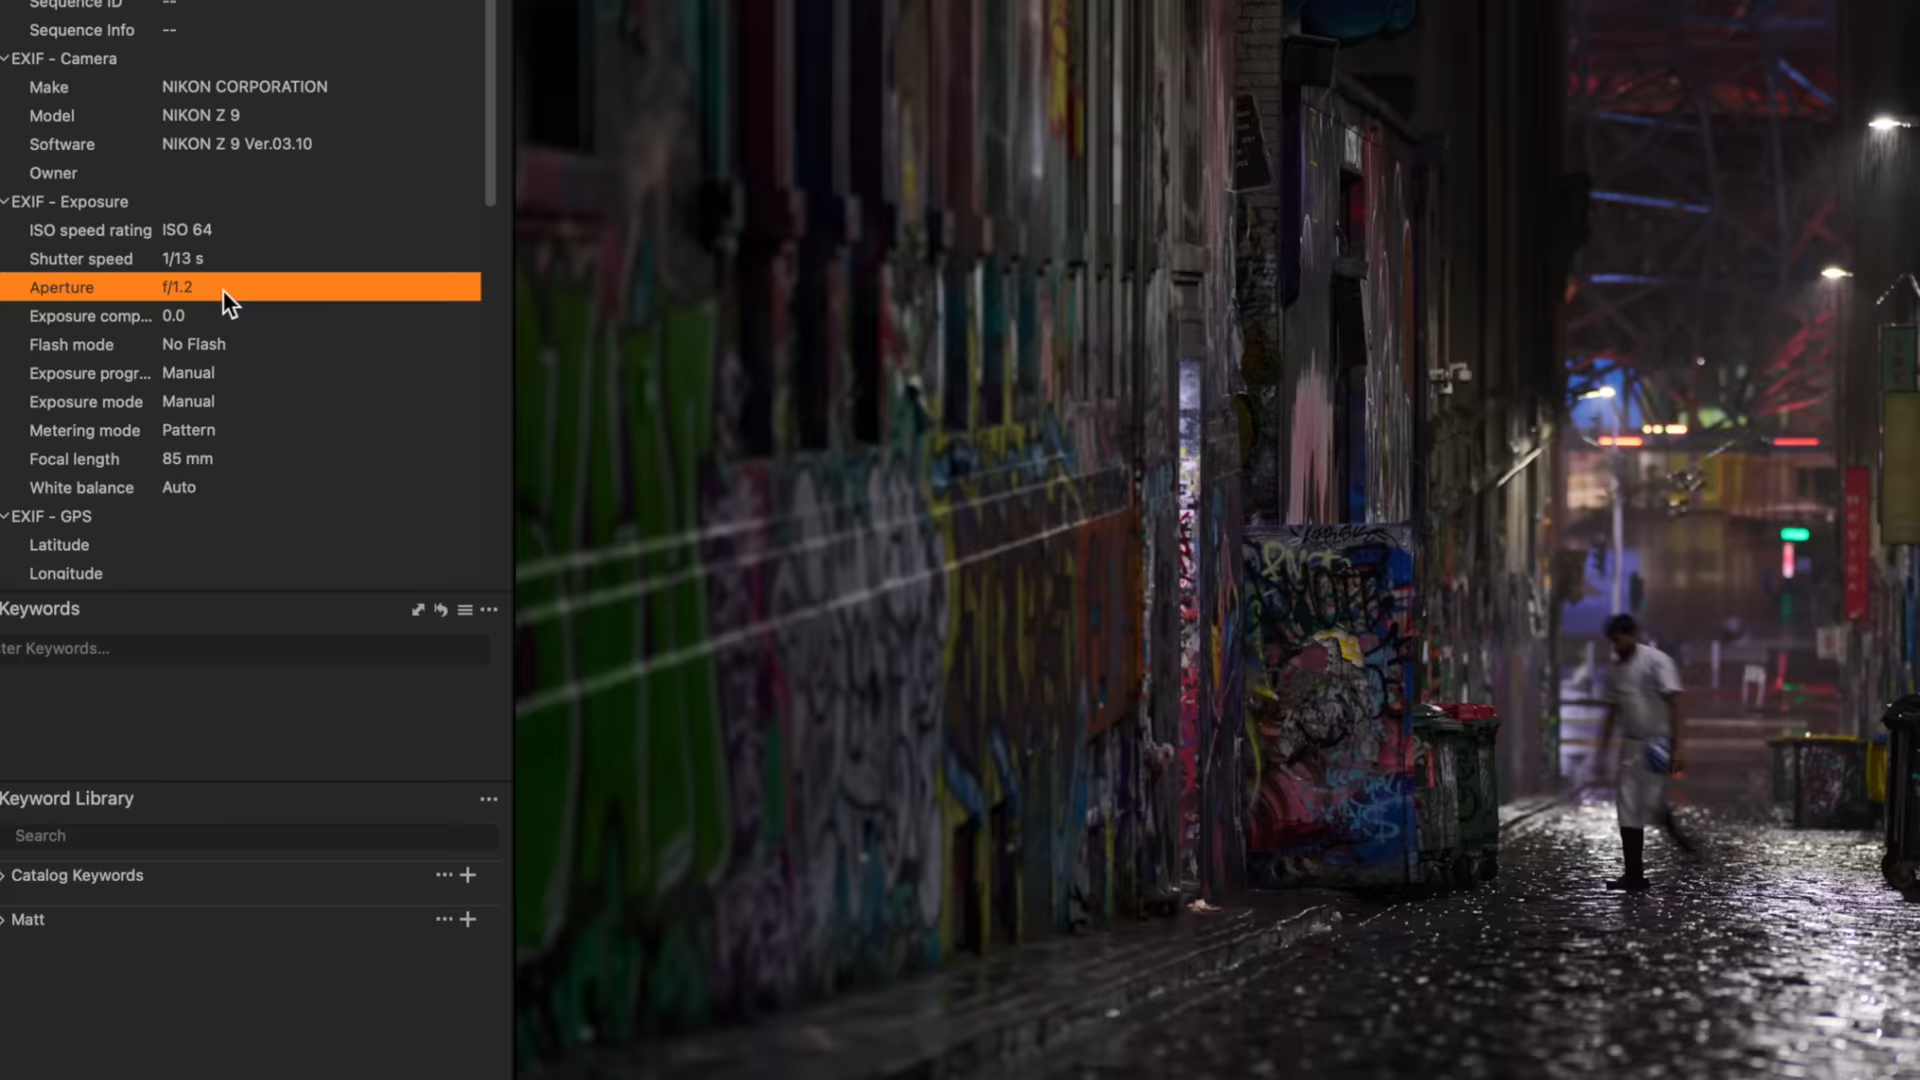 Sequence ID --
Sequence Info --
EXIF - Camera
Make NIKON CORPORATION
Model NIKON Z 9
Software NIKON Z 9 Ver.03.10
Owner
EXIF - Exposure
ISO speed rating ISO 64
Shutter speed 1/13 s
Aperture f/1.2
Exposure comp... 0.0
Flash mode No Flash
Exposure progr... Manual
Exposure mode Manual
Metering mode Pattern
Focal length 85 mm
White balance Auto
EXIF - GPS
Latitude
Longitude
Keywords
ter Keywords...
Keyword Library
Search
Catalog Keywords
Matt